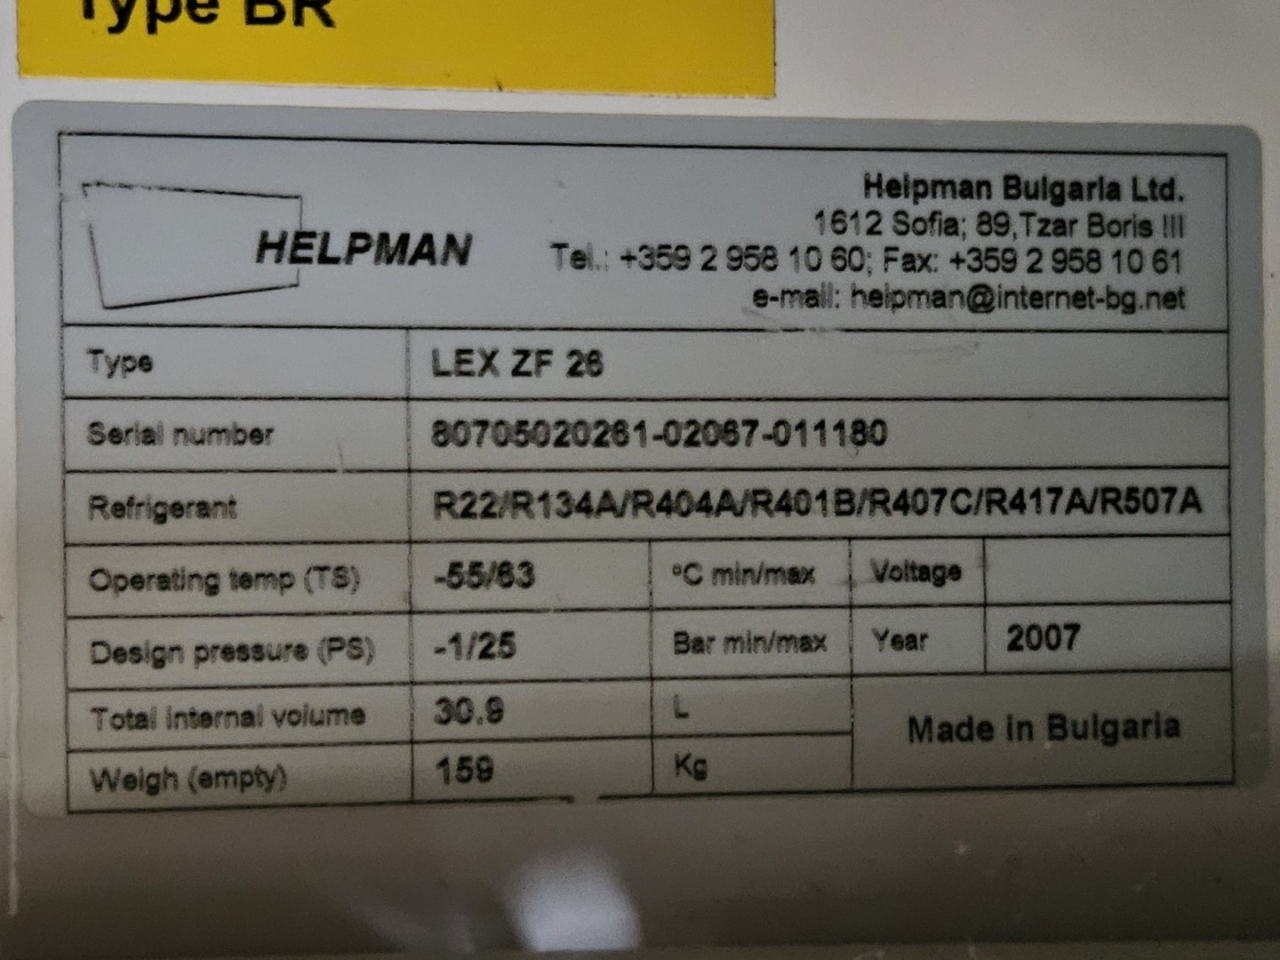 Type BR
HELPMAN
Helpman Bulgaria Ltd.
1612 Sofia; 89,Tzar Boris III
Tel.: +359 2 958 10 60; Fax: +359 2 958 10 61
e-mail: helpman@internet-bg.net
Type LEX ZF 26
Serial number 80705020261-02067-011180
Refrigerant R22/R134A/R404A/R401B/R407C/R417A/R507A
Operating temp (TS) -55/63 °C min/max Voltage
Design pressure (PS) -1/25 Bar min/max Year 2007
Total internal volume 30.9 L
Made in Bulgaria
Weigh (empty) 159 Kg